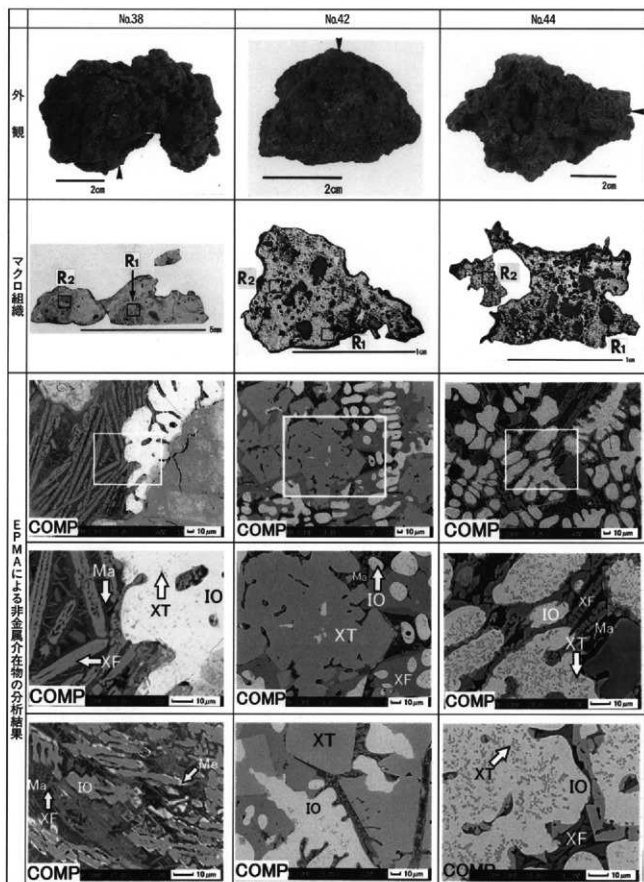 No.38 No.42 No.44
外観
2cm 2cm 2cm
マクロ組織
R2 R1 R2 R1 R2 R1
5mm 1cm 1cm
EPMAによる非金属介在物の分析結果
COMP 10μm COMP 10μm COMP 10μm
Ma XT IO XF Ma IO XT XF IO XF Ma XT
COMP 10μm COMP 10μm COMP 10μm
Ma IO Me XF XT IO XT IO XF
COMP 10μm COMP 10μm COMP 10μm